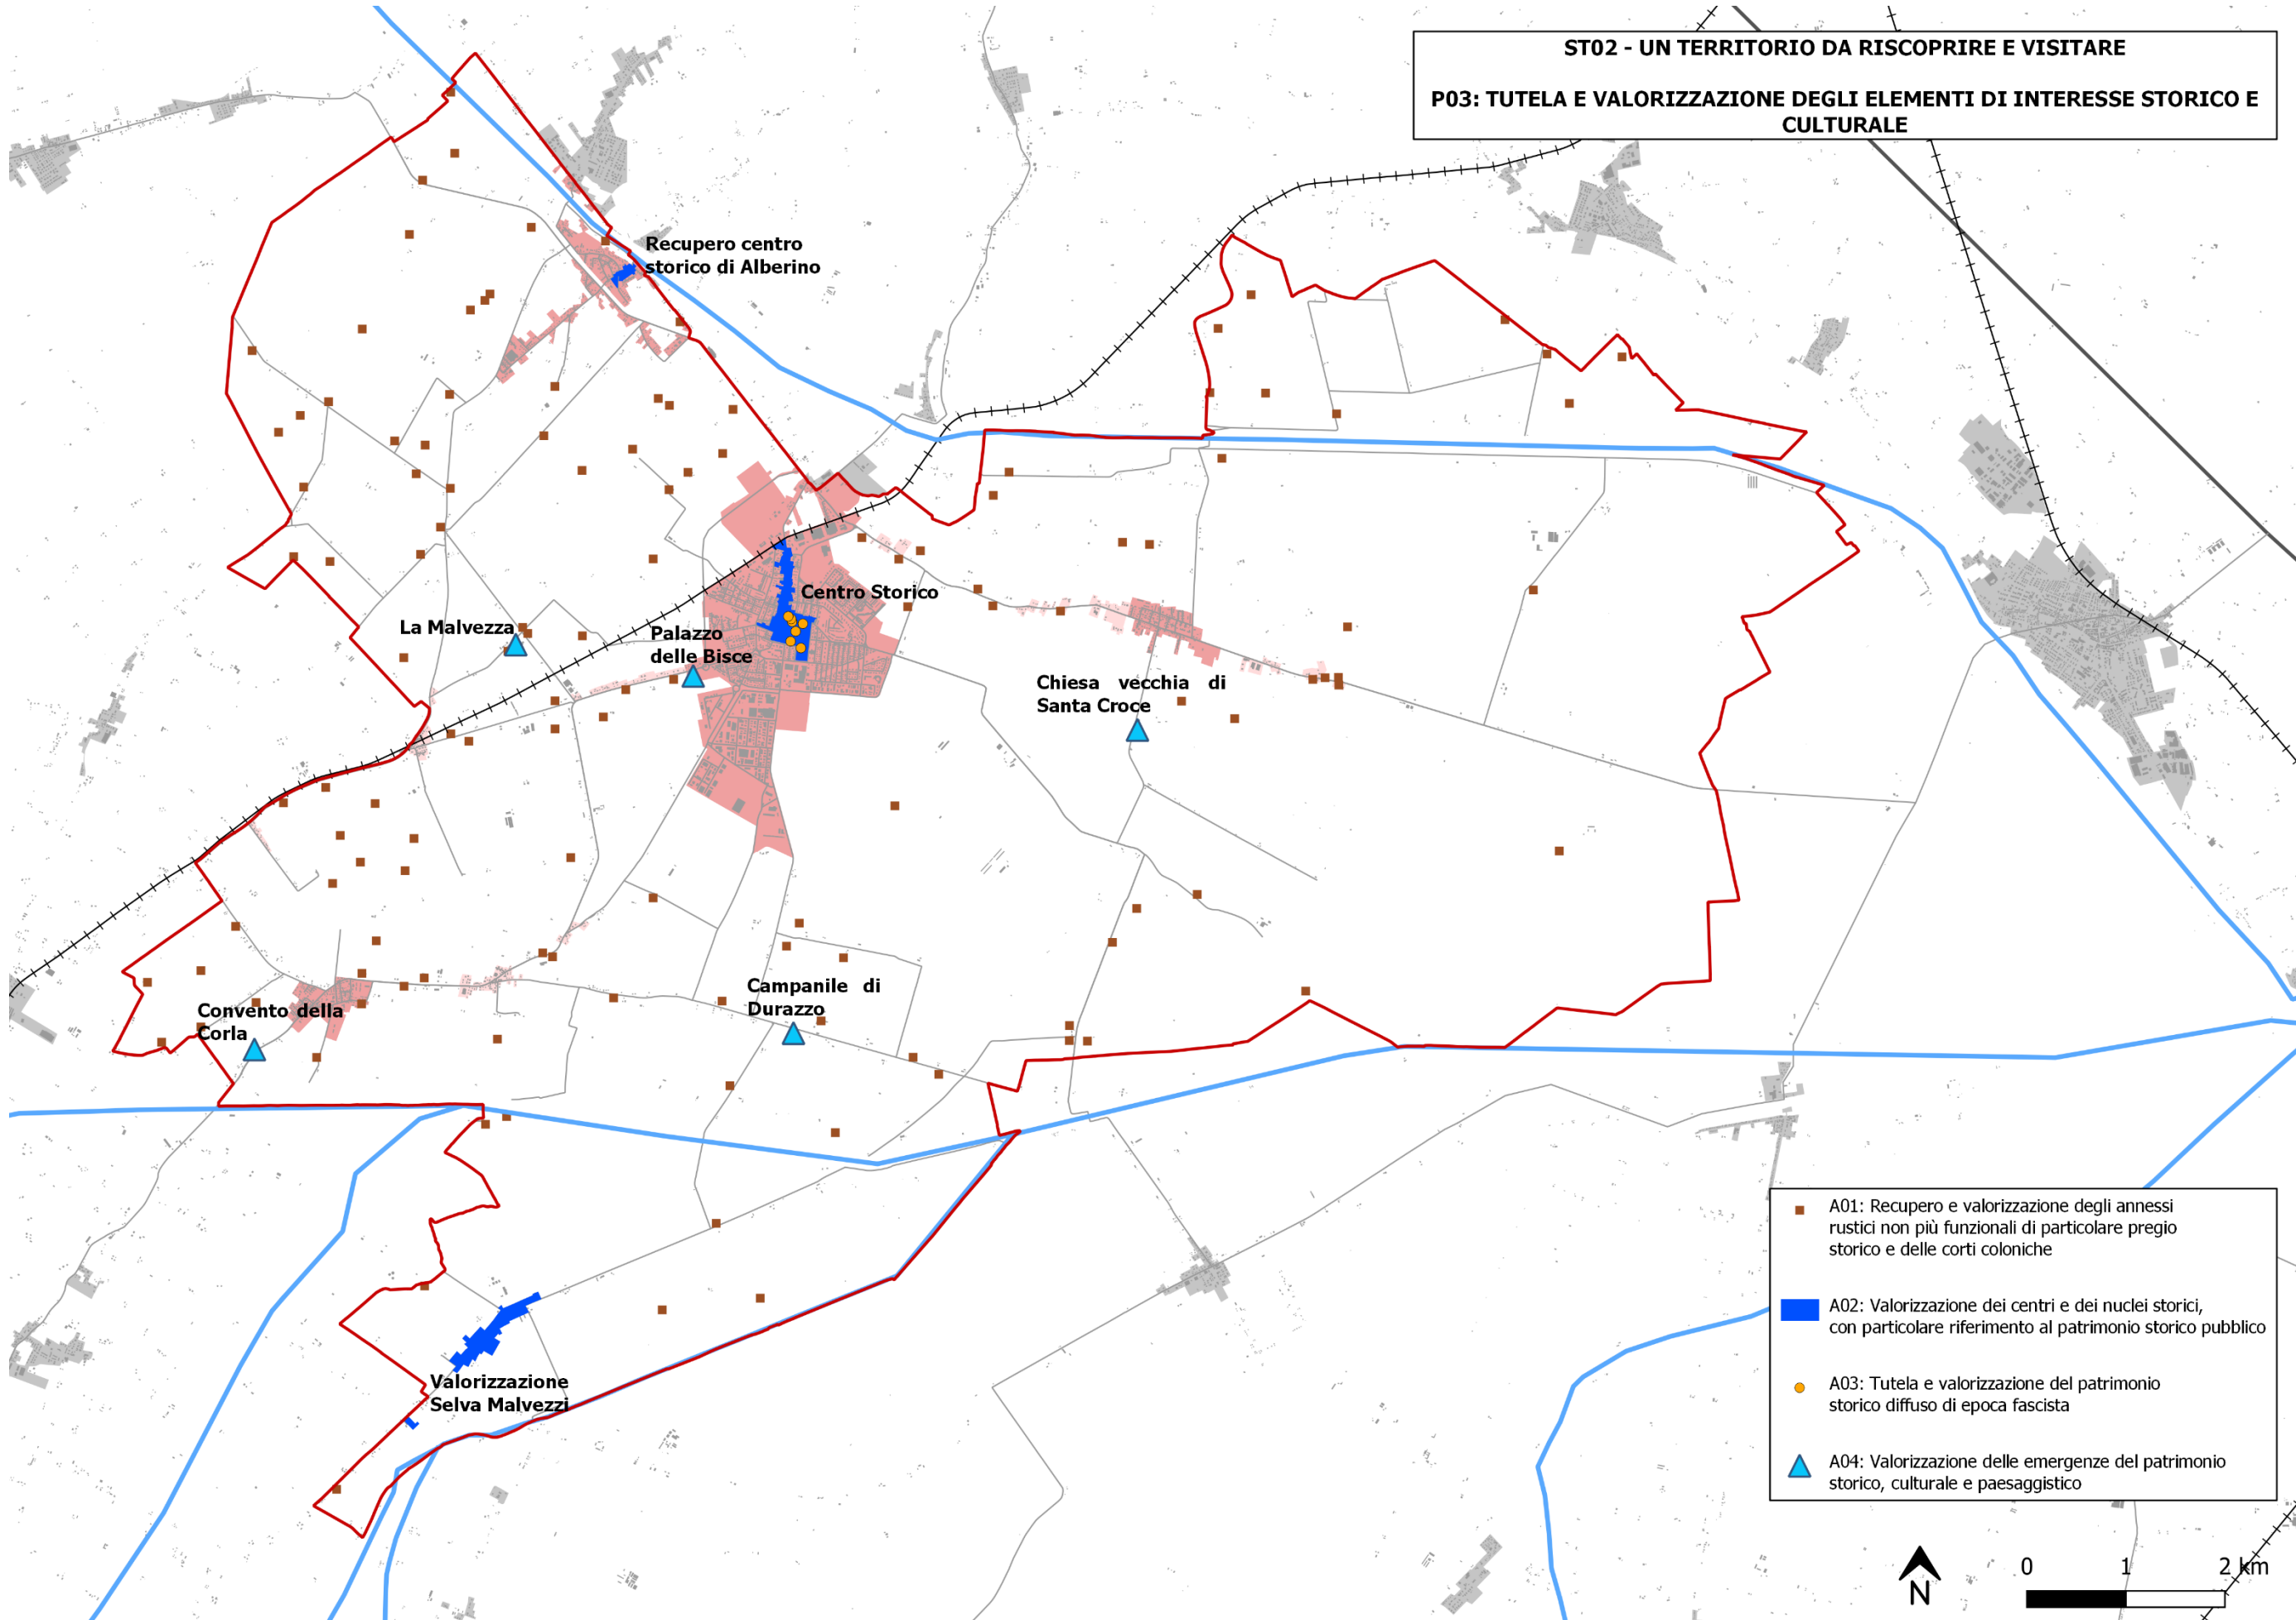 ST02 - UN TERRITORIO DA RISCOPRIRE E VISITARE
P03: TUTELA E VALORIZZAZIONE DEGLI ELEMENTI DI INTERESSE STORICO E
CULTURALE
Recupero centro
storico di Alberino
Centro Storico
La Malvezza
Palazzo
delle Bisce
Chiesa vecchia di
Santa Croce
Campanile di
Durazzo
Convento della
Corla
Valorizzazione
Selva Malvezzi
A01: Recupero e valorizzazione degli annessi
rustici non più funzionali di particolare pregio
storico e delle corti coloniche
A02: Valorizzazione dei centri e dei nuclei storici,
con particolare riferimento al patrimonio storico pubblico
A03: Tutela e valorizzazione del patrimonio
storico diffuso di epoca fascista
A04: Valorizzazione delle emergenze del patrimonio
storico, culturale e paesaggistico
N
0 1 2 km